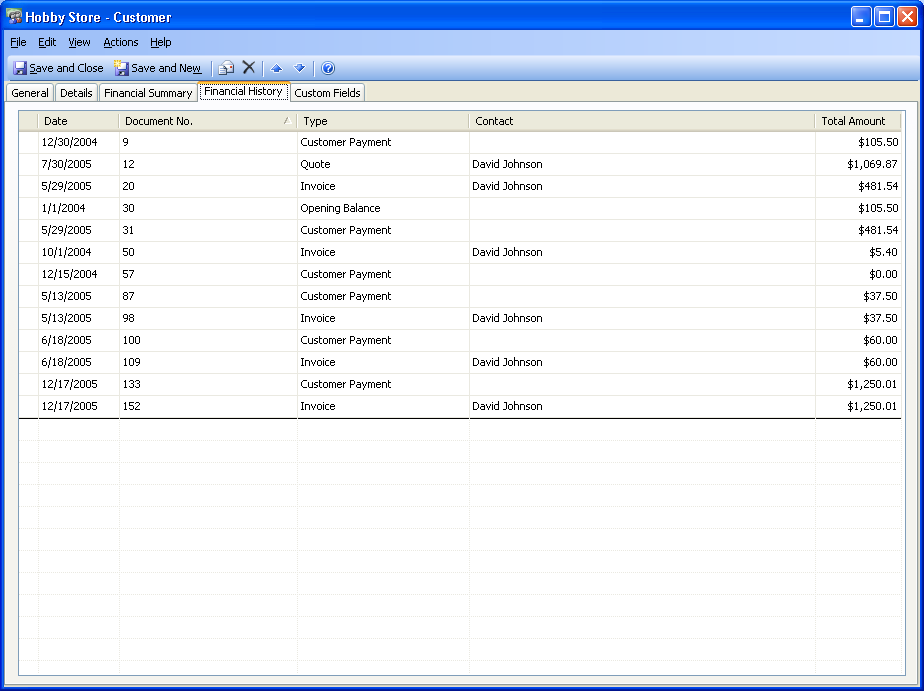 Hobby Store - Customer
File Edit View Actions Help
Save and Close Save and New
General Details Financial Summary Financial History Custom Fields
Date Document No. Type Contact Total Amount
12/30/2004 9 Customer Payment $105.50
7/30/2005 12 Quote David Johnson $1,069.87
5/29/2005 20 Invoice David Johnson $481.54
1/1/2004 30 Opening Balance $105.50
5/29/2005 31 Customer Payment $481.54
10/1/2004 50 Invoice David Johnson $5.40
12/15/2004 57 Customer Payment $0.00
5/13/2005 87 Customer Payment $37.50
5/13/2005 98 Invoice David Johnson $37.50
6/18/2005 100 Customer Payment $60.00
6/18/2005 109 Invoice David Johnson $60.00
12/17/2005 133 Customer Payment $1,250.01
12/17/2005 152 Invoice David Johnson $1,250.01